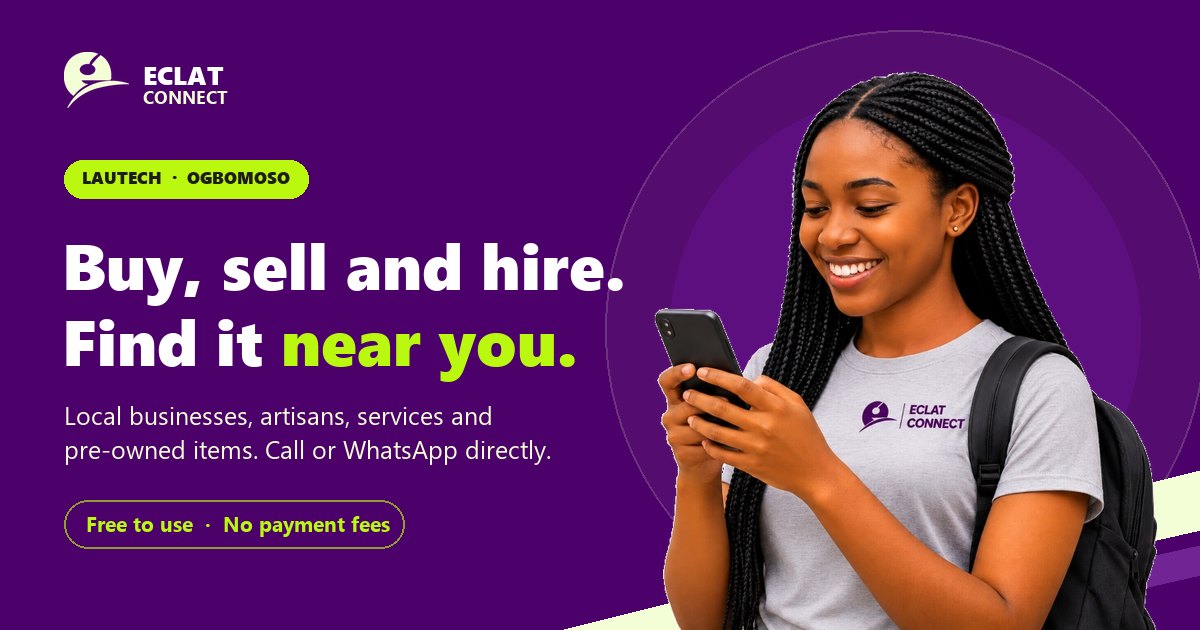 ECLAT
CONNECT
LAUTECH · OGBOMOSO
Buy, sell and hire.
Find it near you.
Local businesses, artisans, services and
pre-owned items. Call or WhatsApp directly.
Free to use · No payment fees
ECLAT
CONNECT